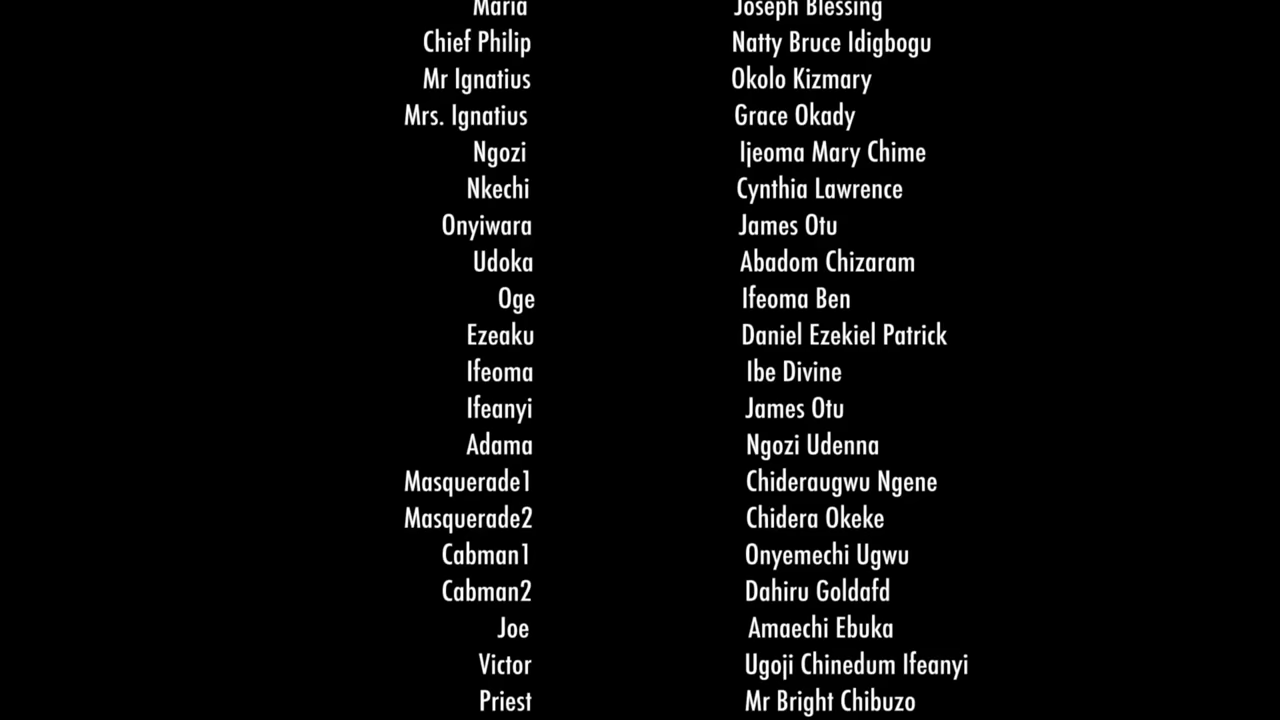 Maria Joseph Blessing
Chief Philip Natty Bruce Idigbogu
Mr Ignatius Okolo Kizmary
Mrs. Ignatius Grace Okady
Ngozi Ijeoma Mary Chime
Nkechi Cynthia Lawrence
Onyiwara James Otu
Udoka Abadom Chizaram
Oge Ifeoma Ben
Ezeaku Daniel Ezekiel Patrick
Ifeoma Ibe Divine
Ifeanyi James Otu
Adama Ngozi Udenna
Masquerade1 Chideraugwu Ngene
Masquerade2 Chidera Okeke
Cabman1 Onyemechi Ugwu
Cabman2 Dahiru Goldafd
Joe Amaechi Ebuka
Victor Ugoji Chinedum Ifeanyi
Priest Mr Bright Chibuzo